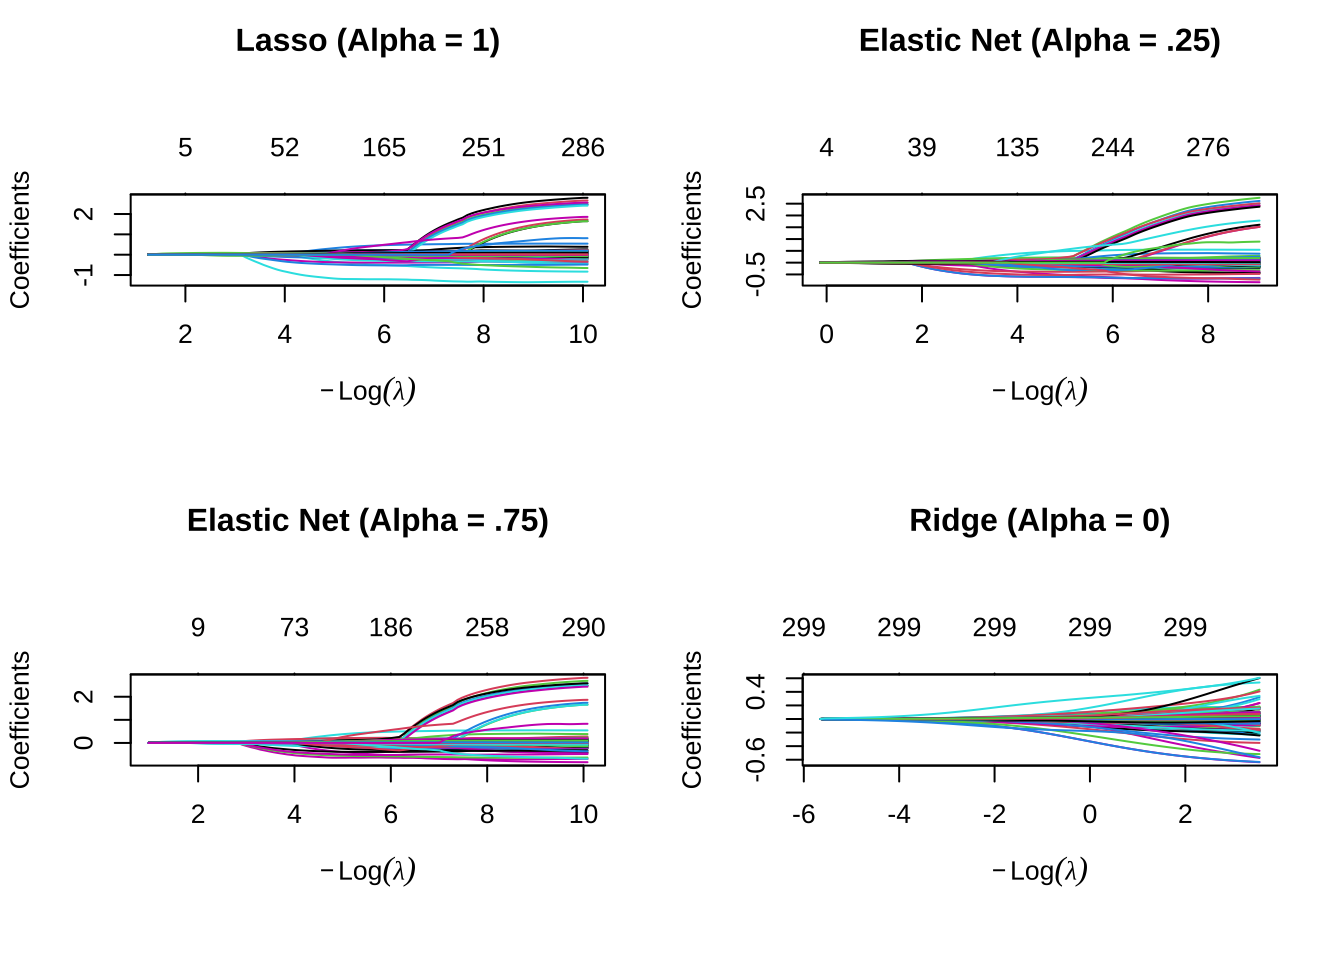 Lasso (Alpha = 1)
5 52 165 251 286
Coefficients
2
-1
2 4 6 8 10
−Log(λ)
Elastic Net (Alpha = .25)
4 39 135 244 276
Coefficients
2.5
-0.5
0 2 4 6 8
−Log(λ)
Elastic Net (Alpha = .75)
9 73 186 258 290
Coefficients
2
0
2 4 6 8 10
−Log(λ)
Ridge (Alpha = 0)
299 299 299 299 299
Coefficients
0.4
-0.6
-6 -4 -2 0 2
−Log(λ)